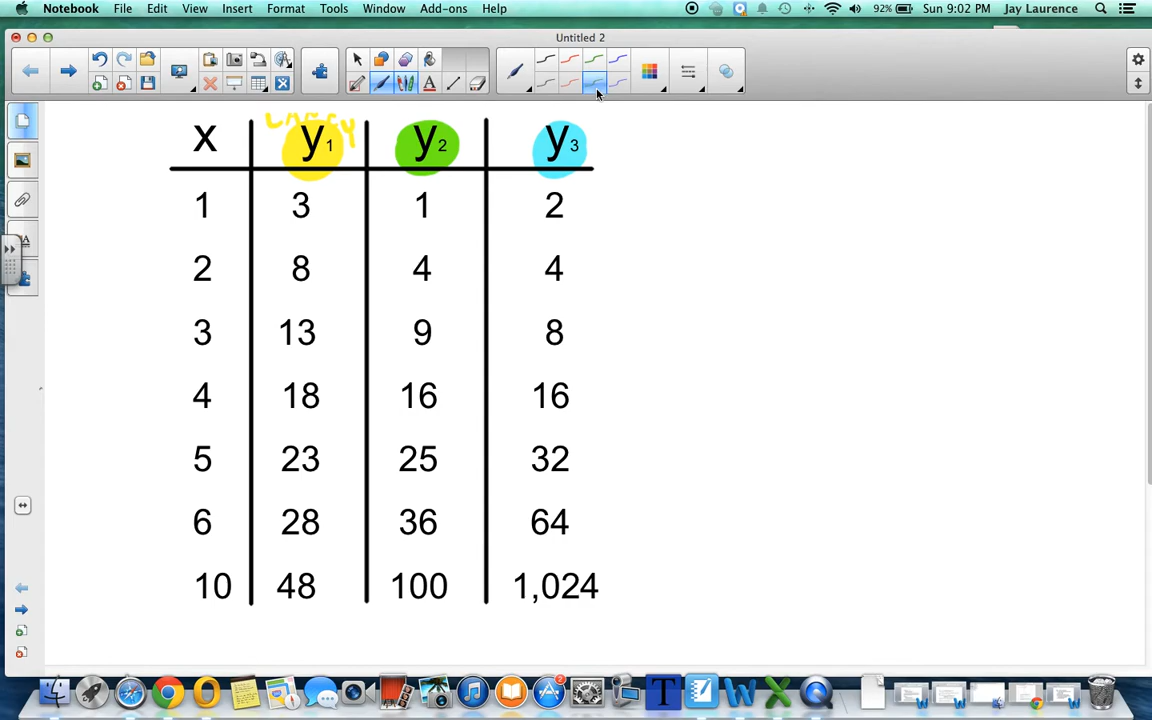 Notebook File Edit View Insert Format Tools Window Add-ons Help 92% Sun 9:02 PM Jay Laurence
Untitled 2
x y1 y2 y3
1 3 1 2
2 8 4 4
3 13 9 8
4 18 16 16
5 23 25 32
6 28 36 64
10 48 100 1,024